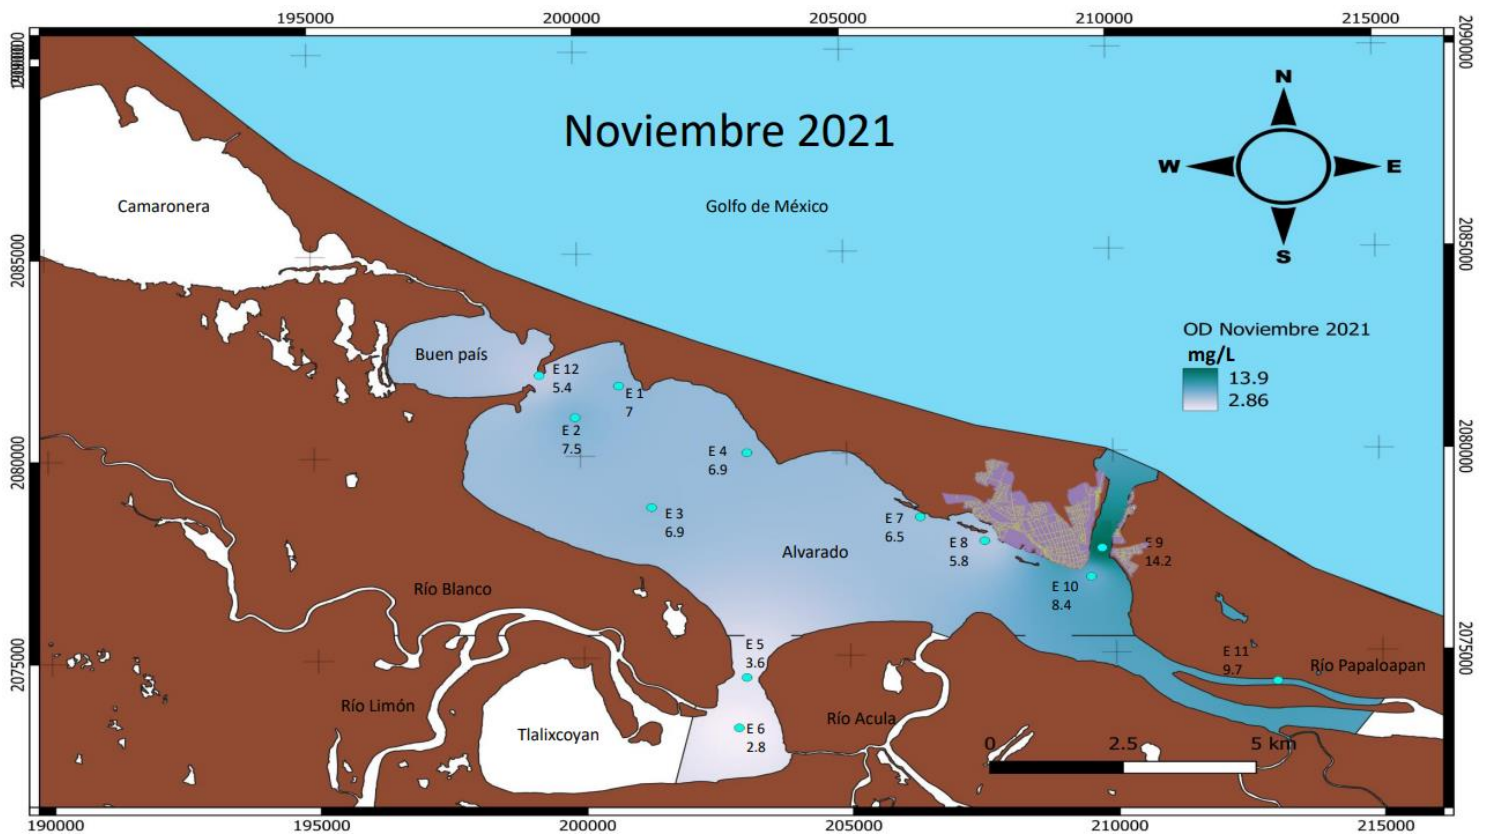 195000
200000
205000
210000
215000
2090000
Noviembre 2021
N
W
E
S
Camaronera
Golfo de México
2085000
2085000
OD Noviembre 2021
mg/L
13.9
2.86
Buen país
E 12
5.4
E 1
7
E 2
7.5
E 4
6.9
2080000
2080000
E 3
6.9
E 7
6.5
E 8
5.8
Alvarado
E 9
14.2
E 10
8.4
Río Blanco
E 5
3.6
E 11
9.7
Río Papaloapan
2075000
2075000
Río Limón
Río Acula
Tlalixcoyan
E 6
2.8
0
2.5
5 km
190000
195000
200000
205000
210000
215000